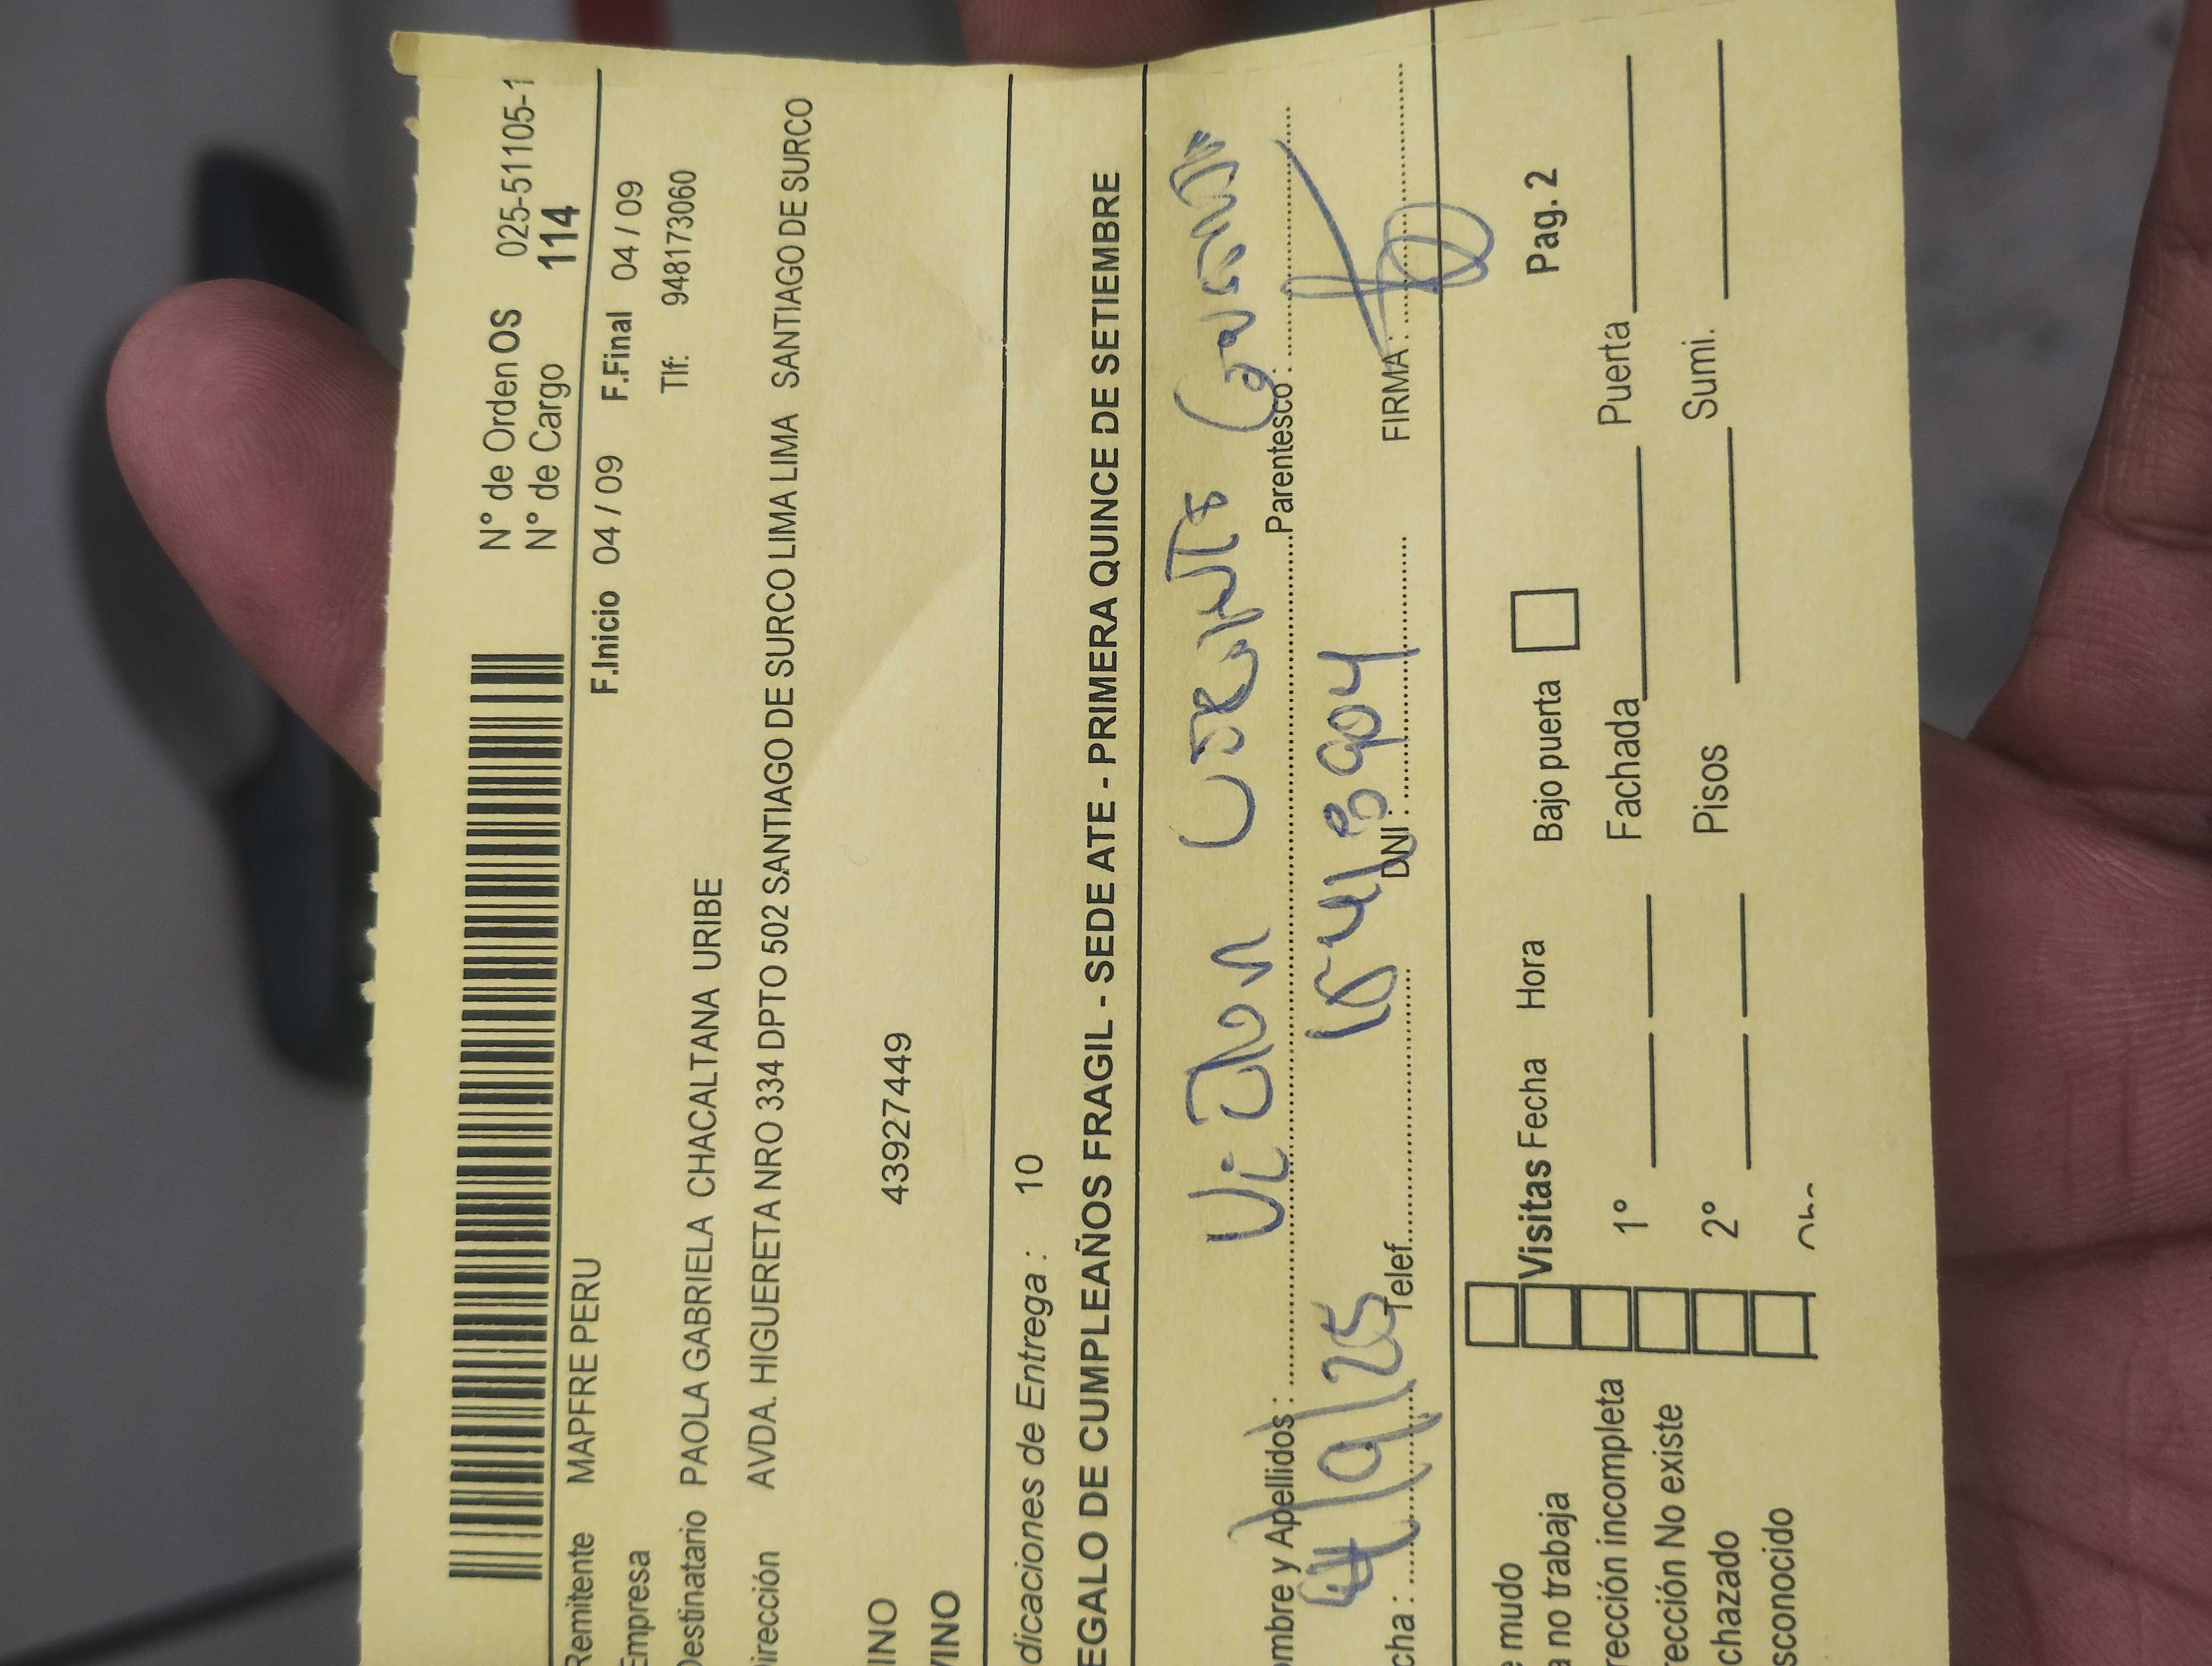 N° de Orden OS 025-51105-1
N° de Cargo 114
F.Inicio 04 / 09 F.Final 04 / 09
Remitente MAPFRE PERU
Empresa
Tlf: 948173060
Destinatario PAOLA GABRIELA CHACALTANA URIBE
irección AVDA. HIGUERETA NRO 334 DPTO 502 SANTIAGO DE SURCO LIMA LIMA SANTIAGO DE SURCO
INO 43927449
VINO
dicaciones de Entrega : 10
EGALO DE CUMPLEAÑOS FRAGIL - SEDE ATE - PRIMERA QUINCE DE SETIEMBRE
ombre y Apellidos : Parentesco :
cha : 4/9/25 Telef. DNI : FIRMA :
Bajo puerta Pag. 2
mudo Visitas Fecha Hora
a no trabaja
rección incompleta 1° Fachada Puerta
rección No existe
chazado 2° Pisos Sumi.
sconocido